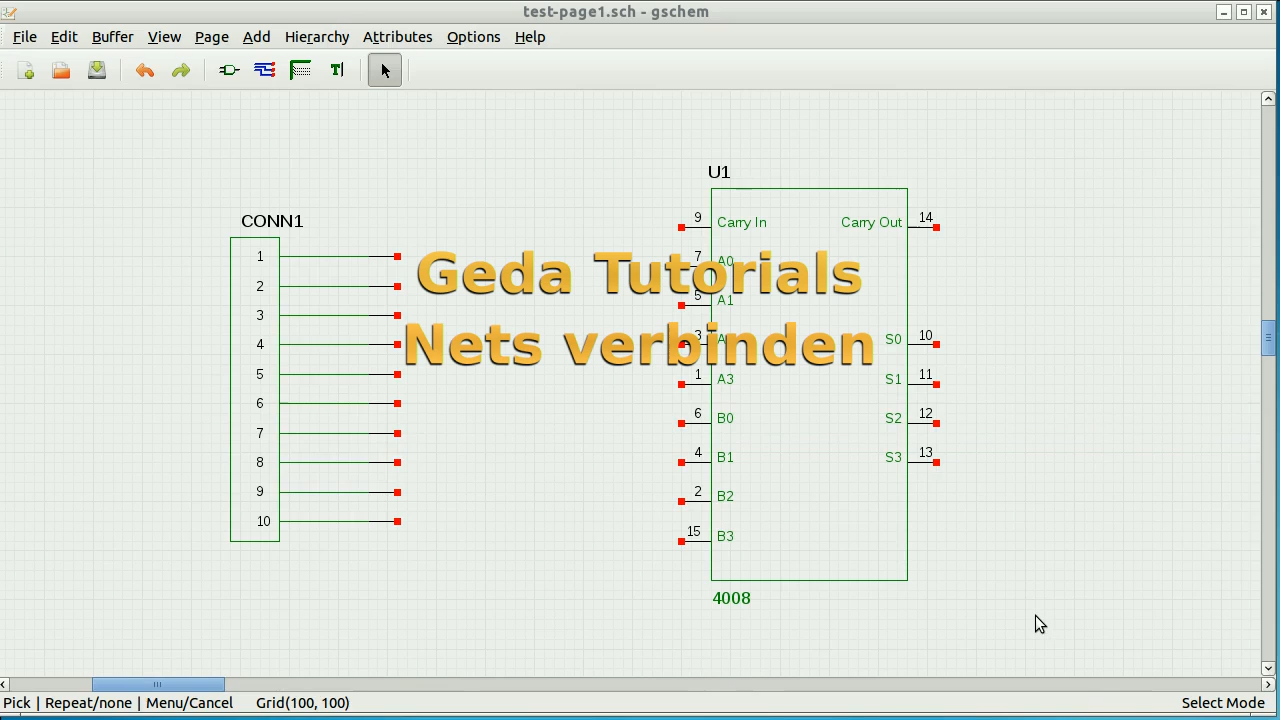 test-page1.sch - gschem
File Edit Buffer View Page Add Hierarchy Attributes Options Help
U1
CONN1
9 Carry In Carry Out 14
1
7 A0
Geda Tutorials
2
5 A1
3
Nets verbinden
4
3
S0 10
5
1 A3 S1 11
6
6 B0 S2 12
7
4 B1 S3 13
8
2 B2
9
10
15 B3
4008
Pick | Repeat/none | Menu/Cancel Grid(100, 100) Select Mode